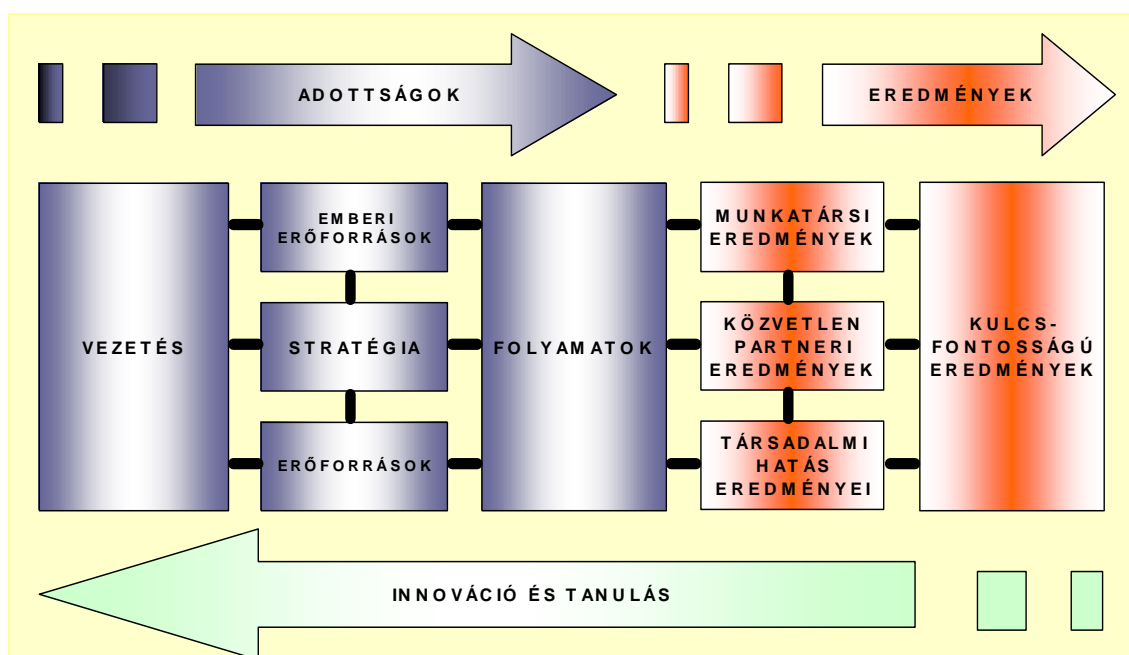 ADOTTSÁGOK
EREDMÉNYEK
VEZETÉS
EMBERI
ERŐFORRÁSOK
STRATÉGIA
ERŐFORRÁSOK
FOLYAMATOK
MUNKATÁRSI
EREDMÉNYEK
KÖZVETLEN
PARTNERI
EREDMÉNYEK
TÁRSADALMI
HATÁS
EREDMÉNYEI
KULCS-
FONTOSSÁGÚ
EREDMÉNYEK
INNOVÁCIÓ ÉS TANULÁS